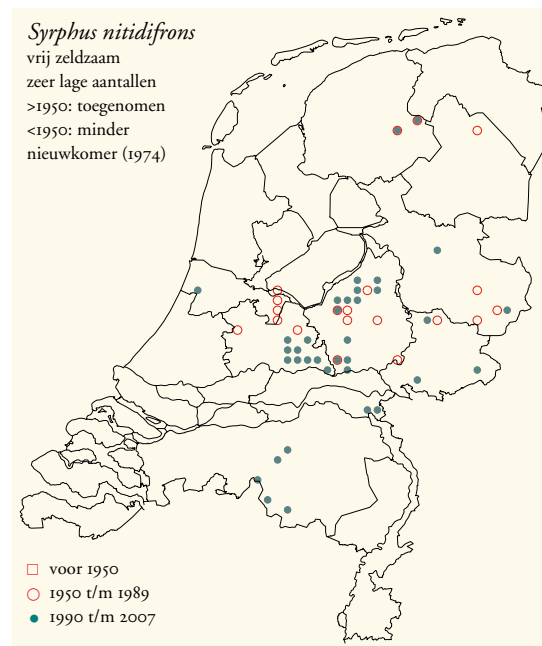 Syrphus nitidifrons
vrij zeldzaam
zeer lage aantallen
>1950: toegenomen
<1950: minder
nieuwkomer (1974)
voor 1950
1950 t/m 1989
1990 t/m 2007